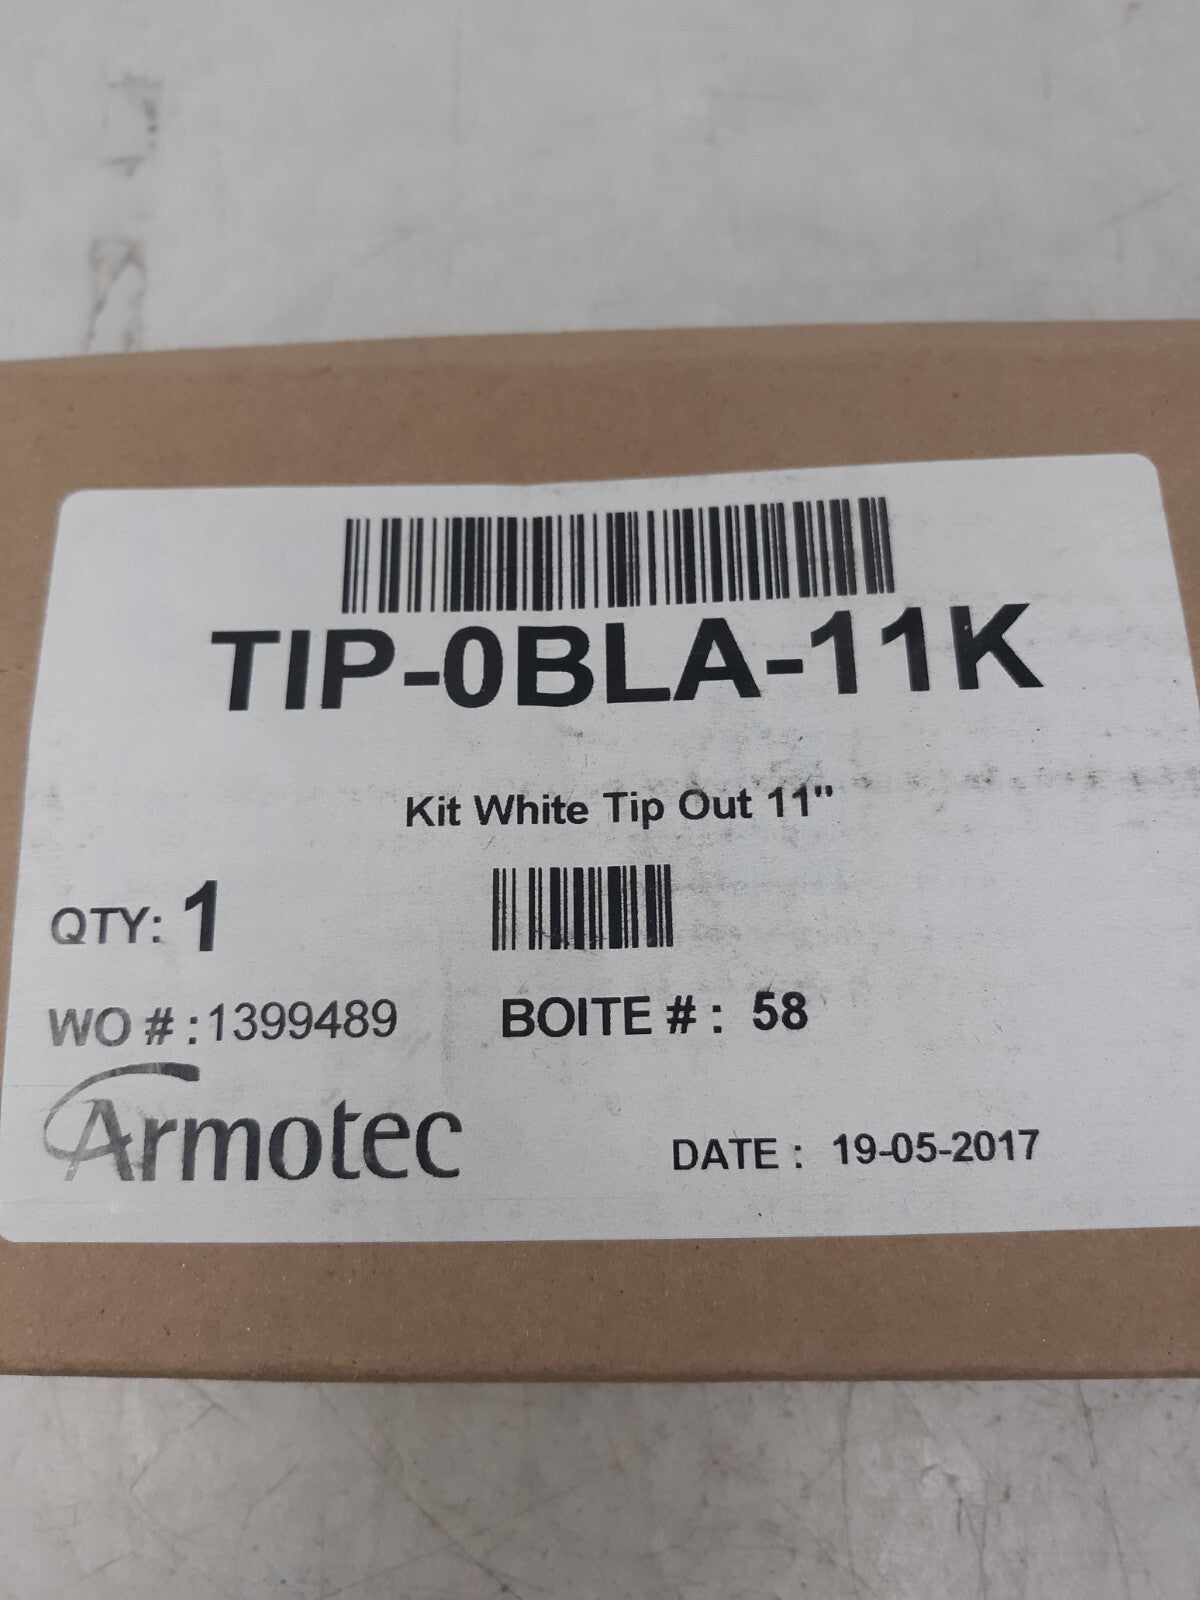 TIP-0BLA-11K
Kit White Tip Out 11"
QTY: 1
WO # : 1399489 BOITE # : 58
Armotec
DATE : 19-05-2017